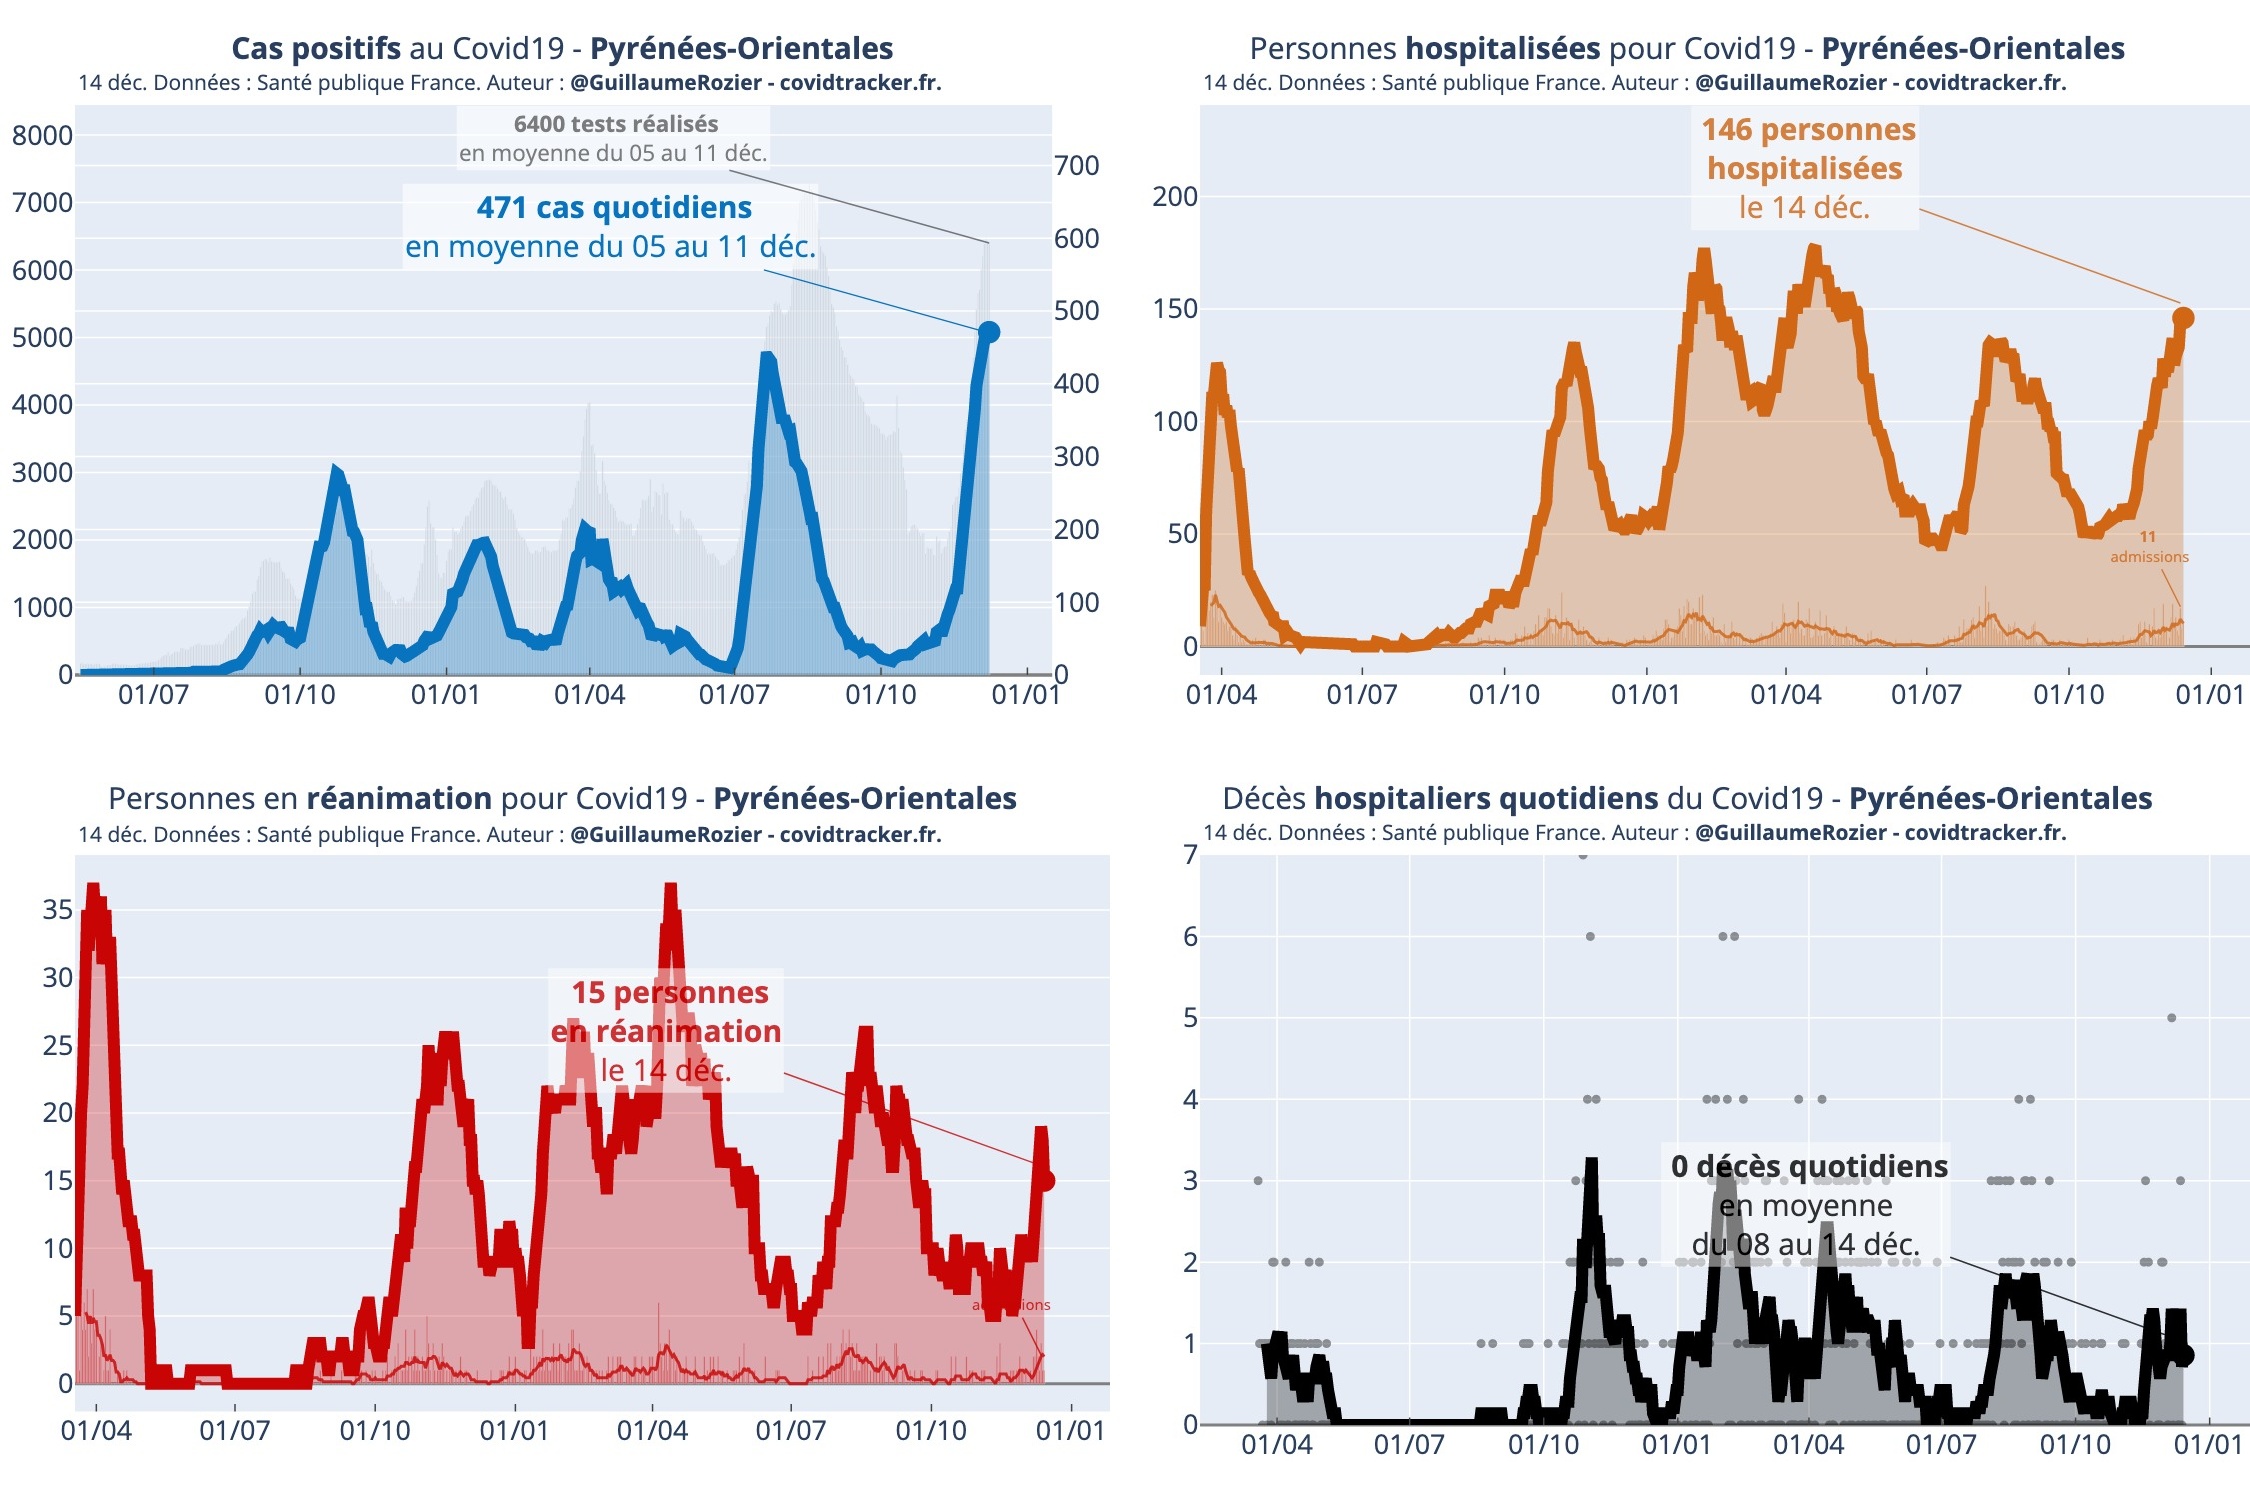 Cas positifs au Covid19 - Pyrénées-Orientales
14 déc. Données : Santé publique France. Auteur : @GuillaumeRozier - covidtracker.fr.
6400 tests réalisés
en moyenne du 05 au 11 déc.
471 cas quotidiens
en moyenne du 05 au 11 déc.
8000
7000
6000
5000
4000
3000
2000
1000
0
700
600
500
400
300
200
100
0
01/07 01/10 01/01 01/04 01/07 01/10 01/01
Personnes hospitalisées pour Covid19 - Pyrénées-Orientales
14 déc. Données : Santé publique France. Auteur : @GuillaumeRozier - covidtracker.fr.
146 personnes
hospitalisées
le 14 déc.
200
150
100
50
0
11
admissions
01/04 01/07 01/10 01/01 01/04 01/07 01/10 01/01
Personnes en réanimation pour Covid19 - Pyrénées-Orientales
14 déc. Données : Santé publique France. Auteur : @GuillaumeRozier - covidtracker.fr.
15 personnes
en réanimation
le 14 déc.
35
30
25
20
15
10
5
0
01/04 01/07 01/10 01/01 01/04 01/07 01/10 01/01
Décès hospitaliers quotidiens du Covid19 - Pyrénées-Orientales
14 déc. Données : Santé publique France. Auteur : @GuillaumeRozier - covidtracker.fr.
0 décès quotidiens
en moyenne
du 08 au 14 déc.
7
6
5
4
3
2
1
0
01/04 01/07 01/10 01/01 01/04 01/07 01/10 01/01